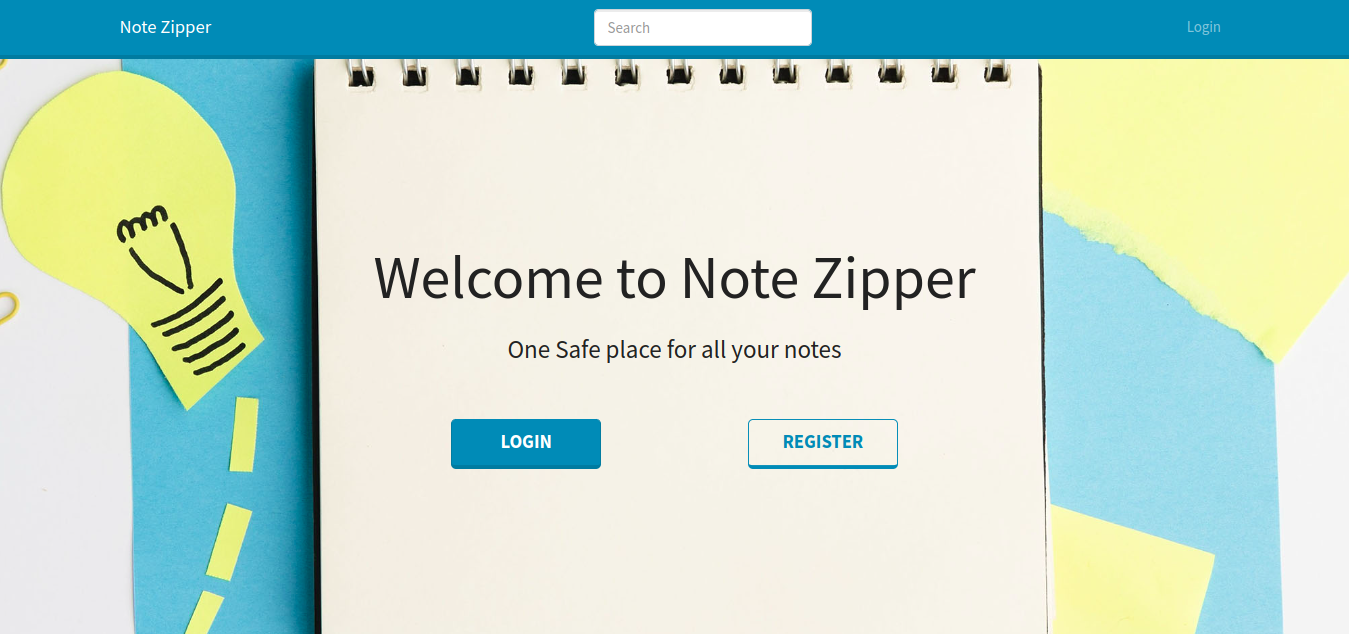 Note Zipper
Search
Login
Welcome to Note Zipper
One Safe place for all your notes
LOGIN
REGISTER